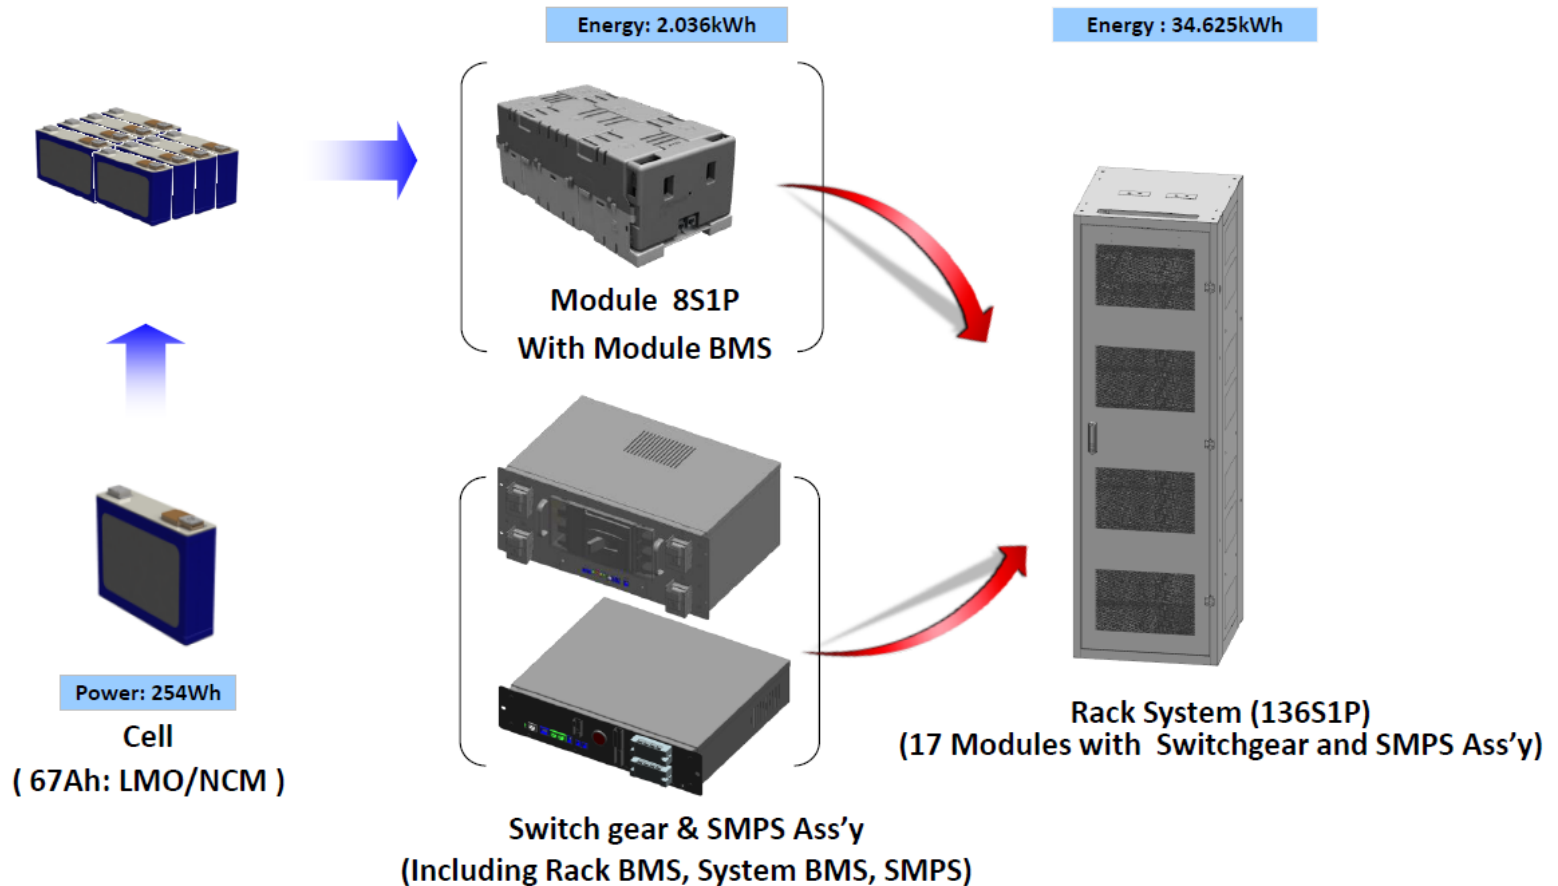 Energy: 2.036kWh
Energy : 34.625kWh
Module 8S1P
With Module BMS
Power: 254Wh
Cell
( 67Ah: LMO/NCM )
Rack System (136S1P)
(17 Modules with Switchgear and SMPS Ass'y)
Switch gear & SMPS Ass'y
(Including Rack BMS, System BMS, SMPS)